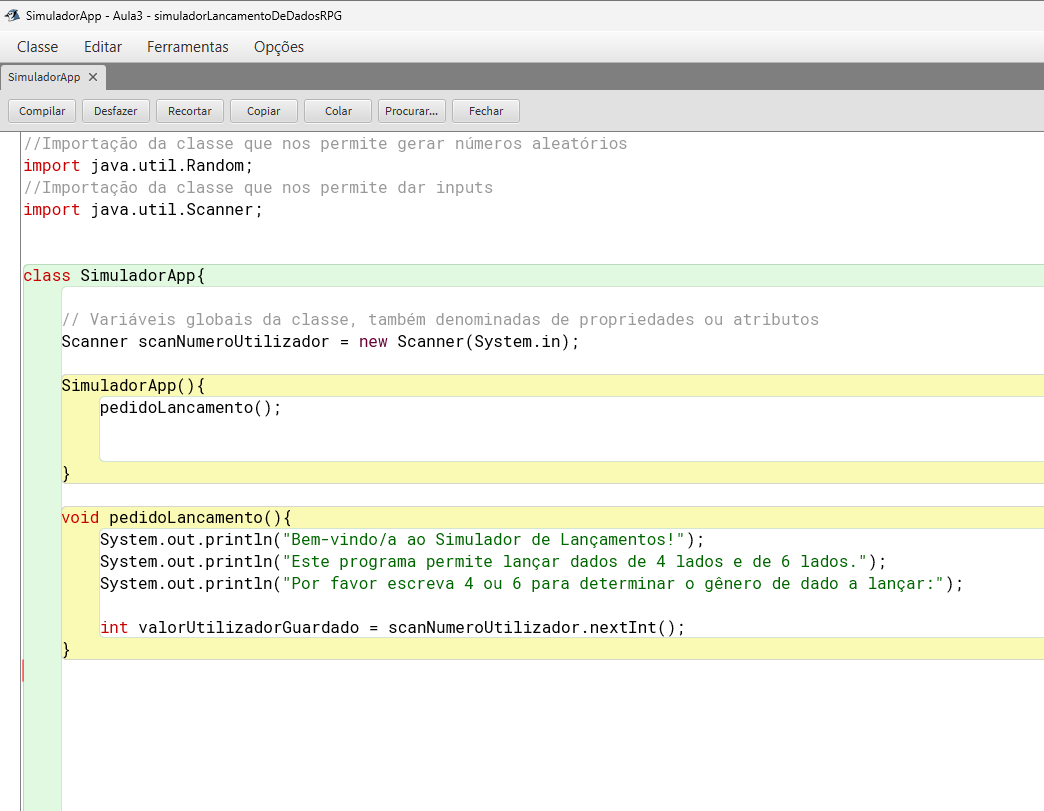 SimuladorApp - Aula3 - simuladorLancamentoDeDadosRPG
Classe Editar Ferramentas Opções
SimuladorApp ✕
Compilar Desfazer Recortar Copiar Colar Procurar... Fechar
//Importação da classe que nos permite gerar números aleatórios
import java.util.Random;
//Importação da classe que nos permite dar inputs
import java.util.Scanner;
class SimuladorApp{
// Variáveis globais da classe, também denominadas de propriedades ou atributos
Scanner scanNumeroUtilizador = new Scanner(System.in);
SimuladorApp(){
pedidoLancamento();
}
void pedidoLancamento(){
System.out.println("Bem-vindo/a ao Simulador de Lançamentos!");
System.out.println("Este programa permite lançar dados de 4 lados e de 6 lados.");
System.out.println("Por favor escreva 4 ou 6 para determinar o gênero de dado a lançar:");
int valorUtilizadorGuardado = scanNumeroUtilizador.nextInt();
}